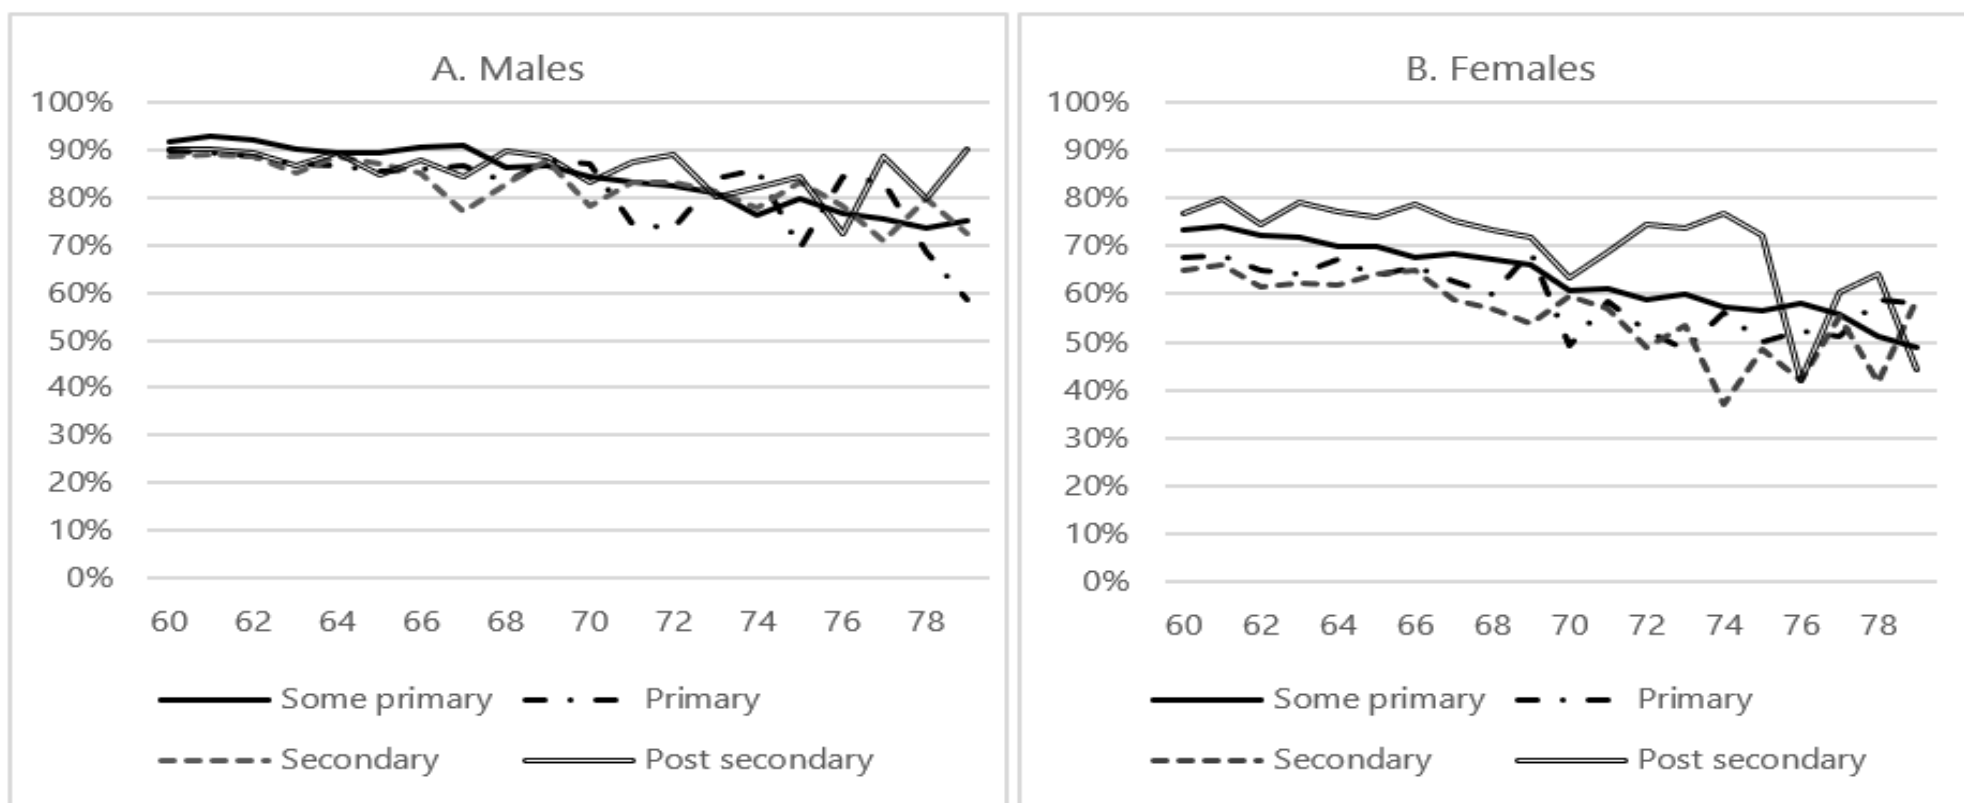 A. Males
100%
90%
80%
70%
60%
50%
40%
30%
20%
10%
0%
60 62 64 66 68 70 72 74 76 78
Some primary Primary
Secondary Post secondary
B. Females
100%
90%
80%
70%
60%
50%
40%
30%
20%
10%
0%
60 62 64 66 68 70 72 74 76 78
Some primary Primary
Secondary Post secondary